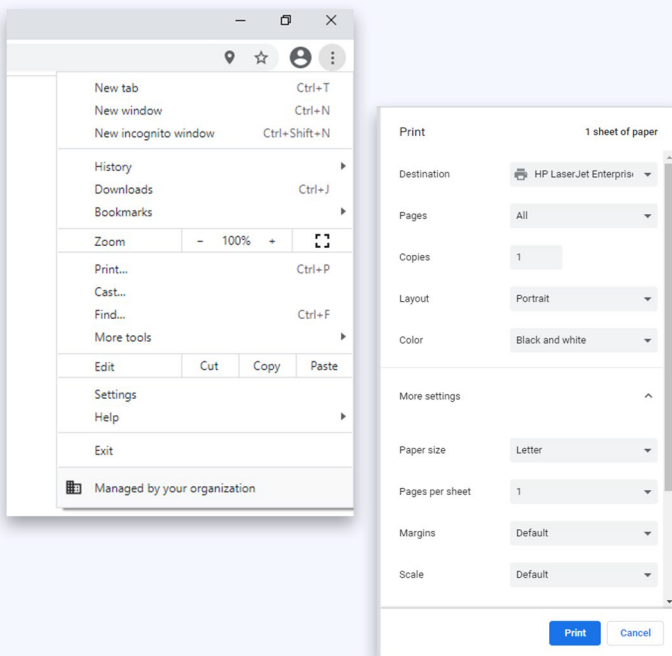 New tab Ctrl+T
New window Ctrl+N
New incognito window Ctrl+Shift+N
History
Downloads Ctrl+J
Bookmarks
Zoom - 100% +
Print... Ctrl+P
Cast...
Find... Ctrl+F
More tools
Edit Cut Copy Paste
Settings
Help
Exit
Managed by your organization
Print 1 sheet of paper
Destination HP LaserJet Enterpris
Pages All
Copies 1
Layout Portrait
Color Black and white
More settings
Paper size Letter
Pages per sheet 1
Margins Default
Scale Default
Print Cancel